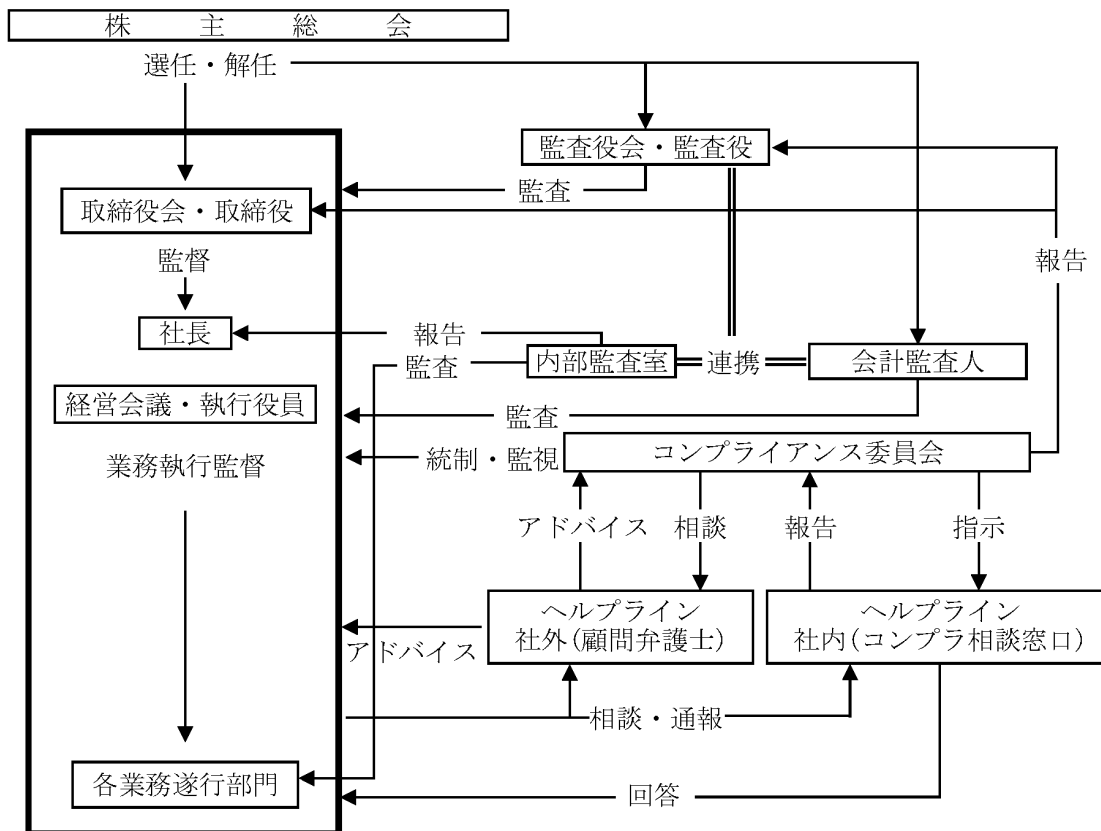 株主総会
選任・解任
監査役会・監査役
監査
取締役会・取締役
監督
報告
社長
報告
内部監査室
連携
会計監査人
監査
経営会議・執行役員
監査
コンプライアンス委員会
統制・監視
業務執行監督
アドバイス
相談
報告
指示
ヘルプライン
社外(顧問弁護士)
ヘルプライン
社内(コンプラ相談窓口)
アドバイス
相談・通報
各業務遂行部門
回答